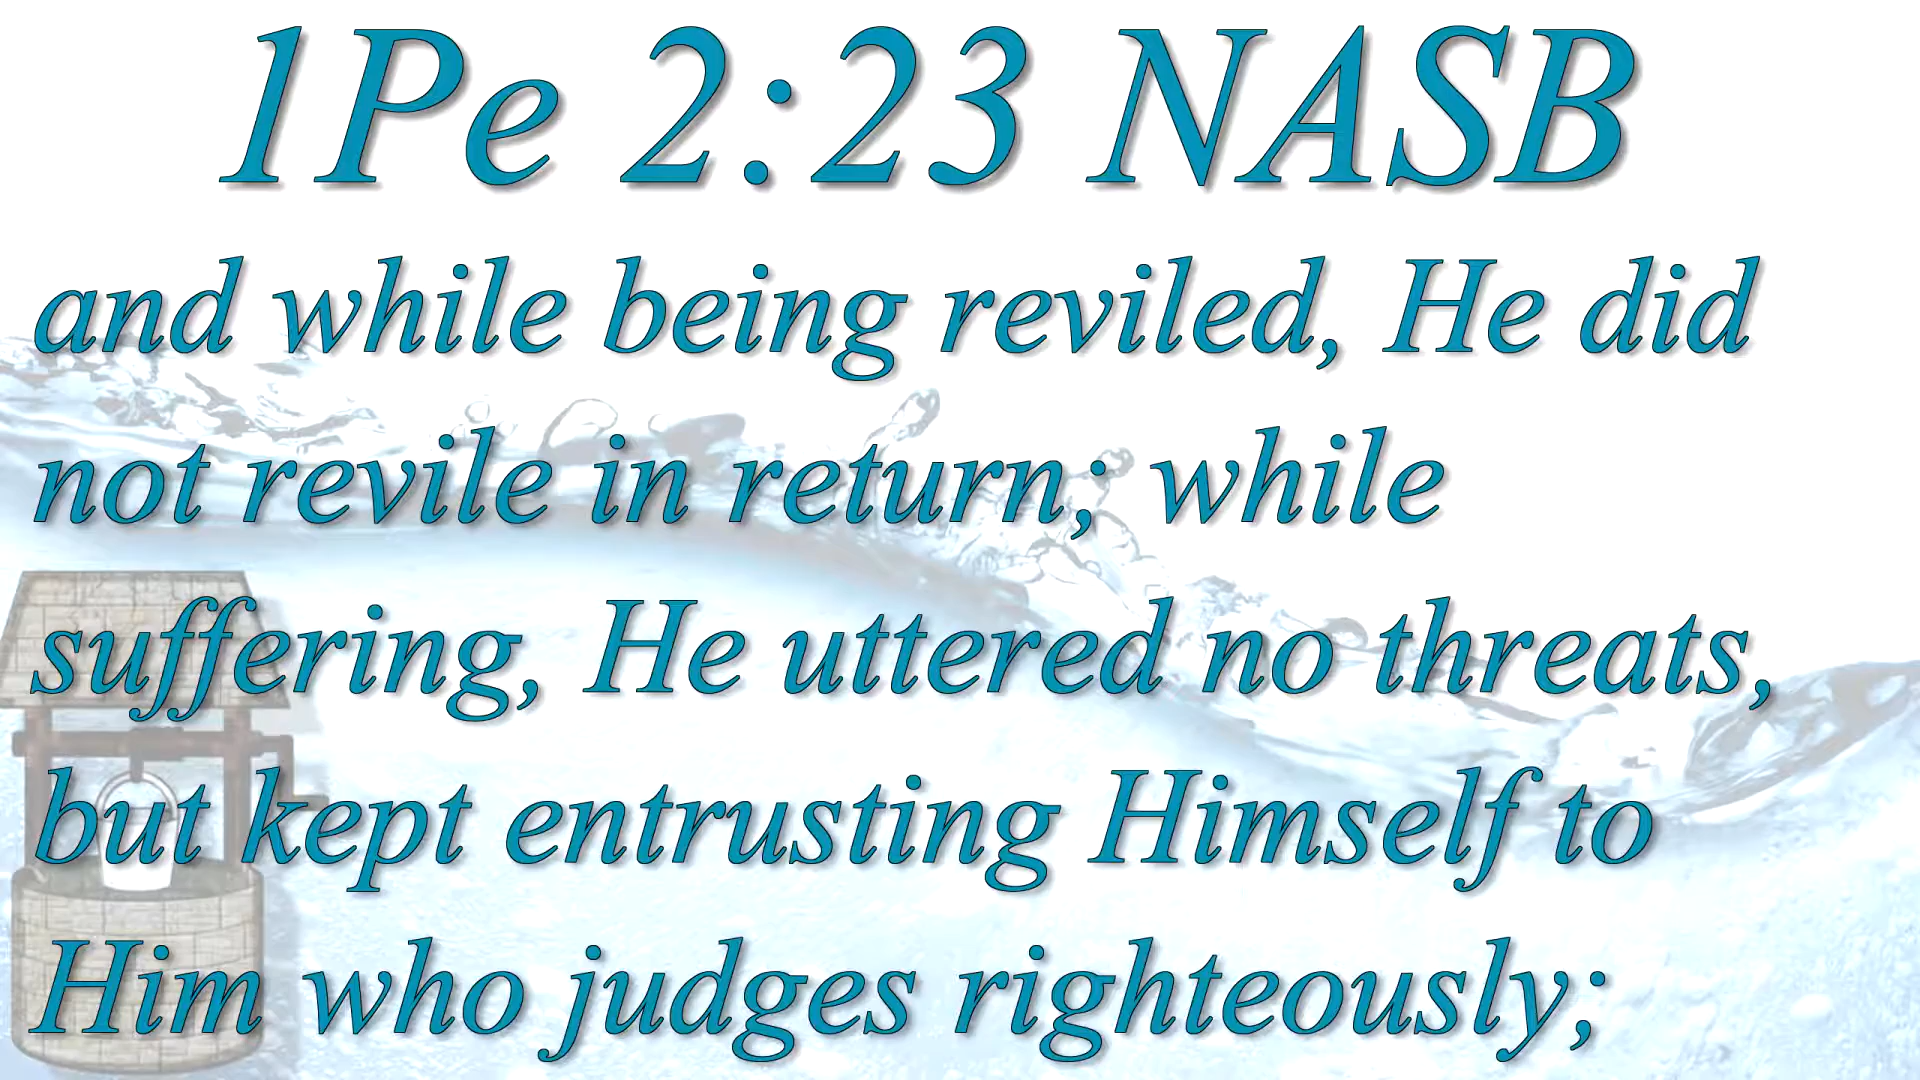 1Pe 2:23 NASB
and while being reviled, He did
not revile in return; while
suffering, He uttered no threats,
but kept entrusting Himself to
Him who judges righteously;